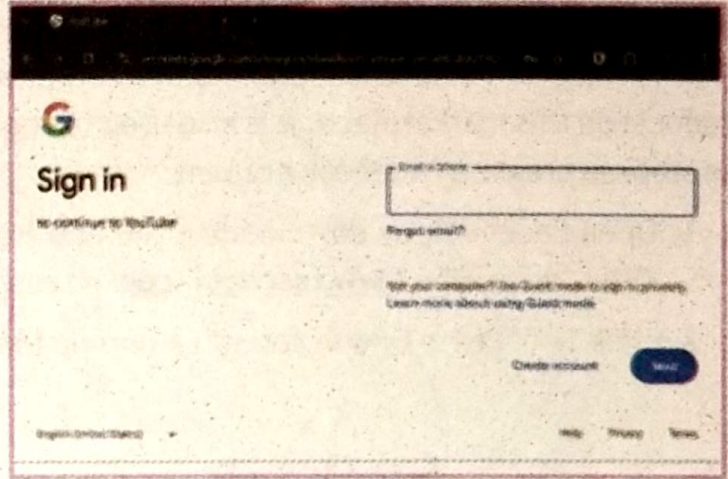 YouTube
G
Sign in
to continue to YouTube
Email or phone
Forgot email?
Not your computer? Use Guest mode to sign in privately.
Learn more about using Guest mode
Create account
Next
English (United States)
Help Privacy Terms